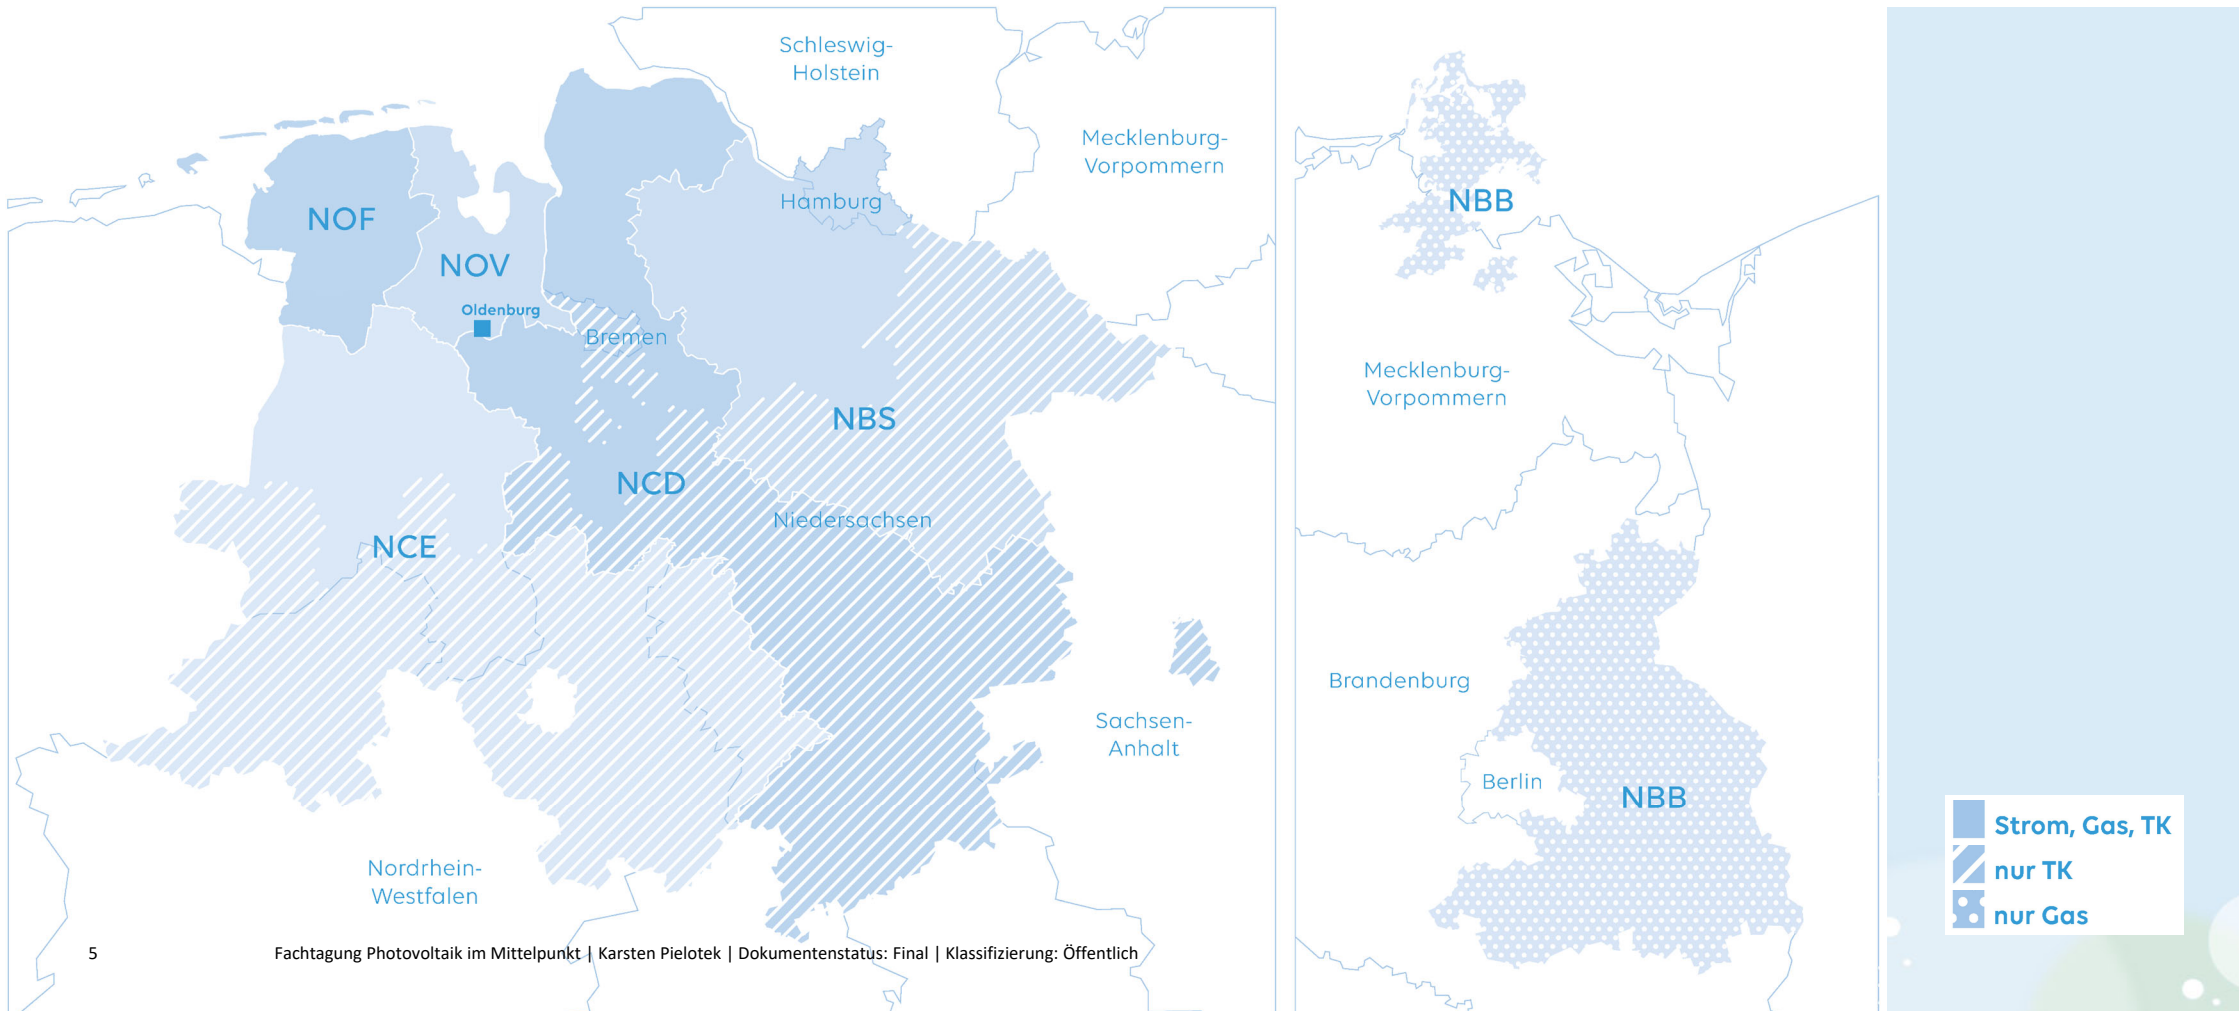 Schleswig-
Holstein
Mecklenburg-
Vorpommern
Hamburg
NOF
NOV
Oldenburg
Bremen
NBS
NCD
Niedersachsen
NCE
Sachsen-
Anhalt
Nordrhein-
Westfalen
NBB
Mecklenburg-
Vorpommern
Brandenburg
Berlin
NBB
Strom, Gas, TK
nur TK
nur Gas
5
Fachtagung Photovoltaik im Mittelpunkt | Karsten Pielotek | Dokumentenstatus: Final | Klassifizierung: Öffentlich